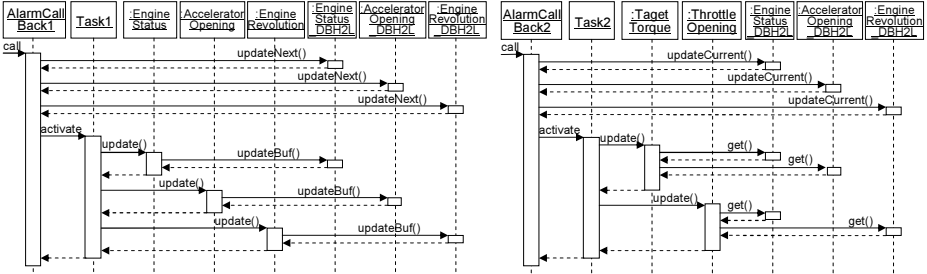 AlarmCall
Back1
Task1
:Engine
Status
:Accelerator
Opening
:Engine
Revolution
:Engine
Status
_DBH2L
:Accelerator
Opening
_DBH2L
:Engine
Revolution
_DBH2L
call
updateNext()
updateNext()
updateNext()
activate
update()
updateBuf()
update()
updateBuf()
update()
updateBuf()
AlarmCall
Back2
Task2
:Taget
Torque
:Throttle
Opening
:Engine
Status
_DBH2L
:Accelerator
Opening
_DBH2L
:Engine
Revolution
_DBH2L
call
updateCurrent()
updateCurrent()
updateCurrent()
activate
update()
get()
get()
update()
get()
get()